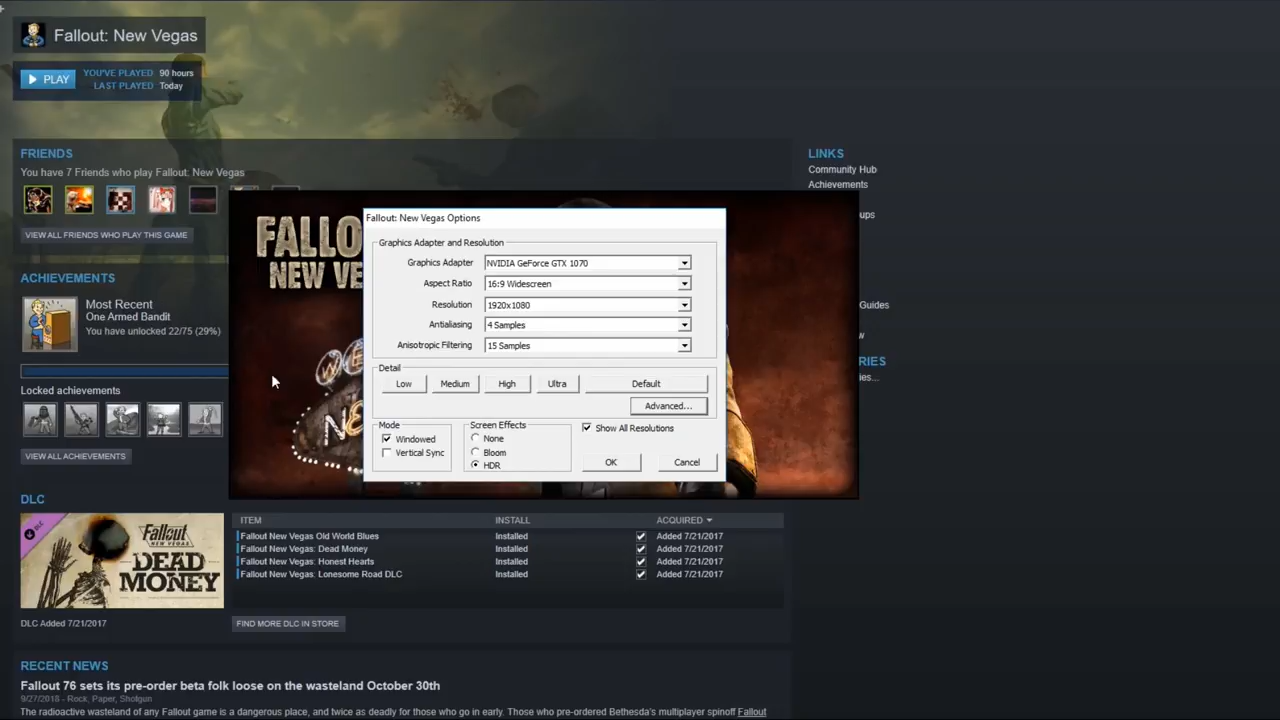 Fallout: New Vegas
PLAY
YOU'VE PLAYED 90 hours
LAST PLAYED Today
FRIENDS
You have 7 Friends who play Fallout: New Vegas
VIEW ALL FRIENDS WHO PLAY THIS GAME
ACHIEVEMENTS
Most Recent
One Armed Bandit
You have unlocked 22/75 (29%)
Locked achievements
VIEW ALL ACHIEVEMENTS
LINKS
Community Hub
Achievements
Guides
Fallout: New Vegas Options
Graphics Adapter and Resolution
Graphics Adapter NVIDIA GeForce GTX 1070
Aspect Ratio 16:9 Widescreen
Resolution 1920x1080
Antialiasing 4 Samples
Anisotropic Filtering 15 Samples
Detail
Low Medium High Ultra Default
Advanced...
Mode
Windowed
Vertical Sync
Screen Effects
None
Bloom
HDR
Show All Resolutions
OK Cancel
DLC
Fallout
NEW VEGAS
DEAD
MONEY
DLC Added 7/21/2017
ITEM INSTALL ACQUIRED
Fallout New Vegas Old World Blues Installed Added 7/21/2017
Fallout New Vegas: Dead Money Installed Added 7/21/2017
Fallout New Vegas: Honest Hearts Installed Added 7/21/2017
Fallout New Vegas: Lonesome Road DLC Installed Added 7/21/2017
FIND MORE DLC IN STORE
RECENT NEWS
Fallout 76 sets its pre-order beta folk loose on the wasteland October 30th
9/27/2018 - Rock, Paper, Shotgun
The radioactive wasteland of any Fallout game is a dangerous place, and twice as deadly for those who go in early. Those who pre-ordered Bethesda's multiplayer spinoff Fallout